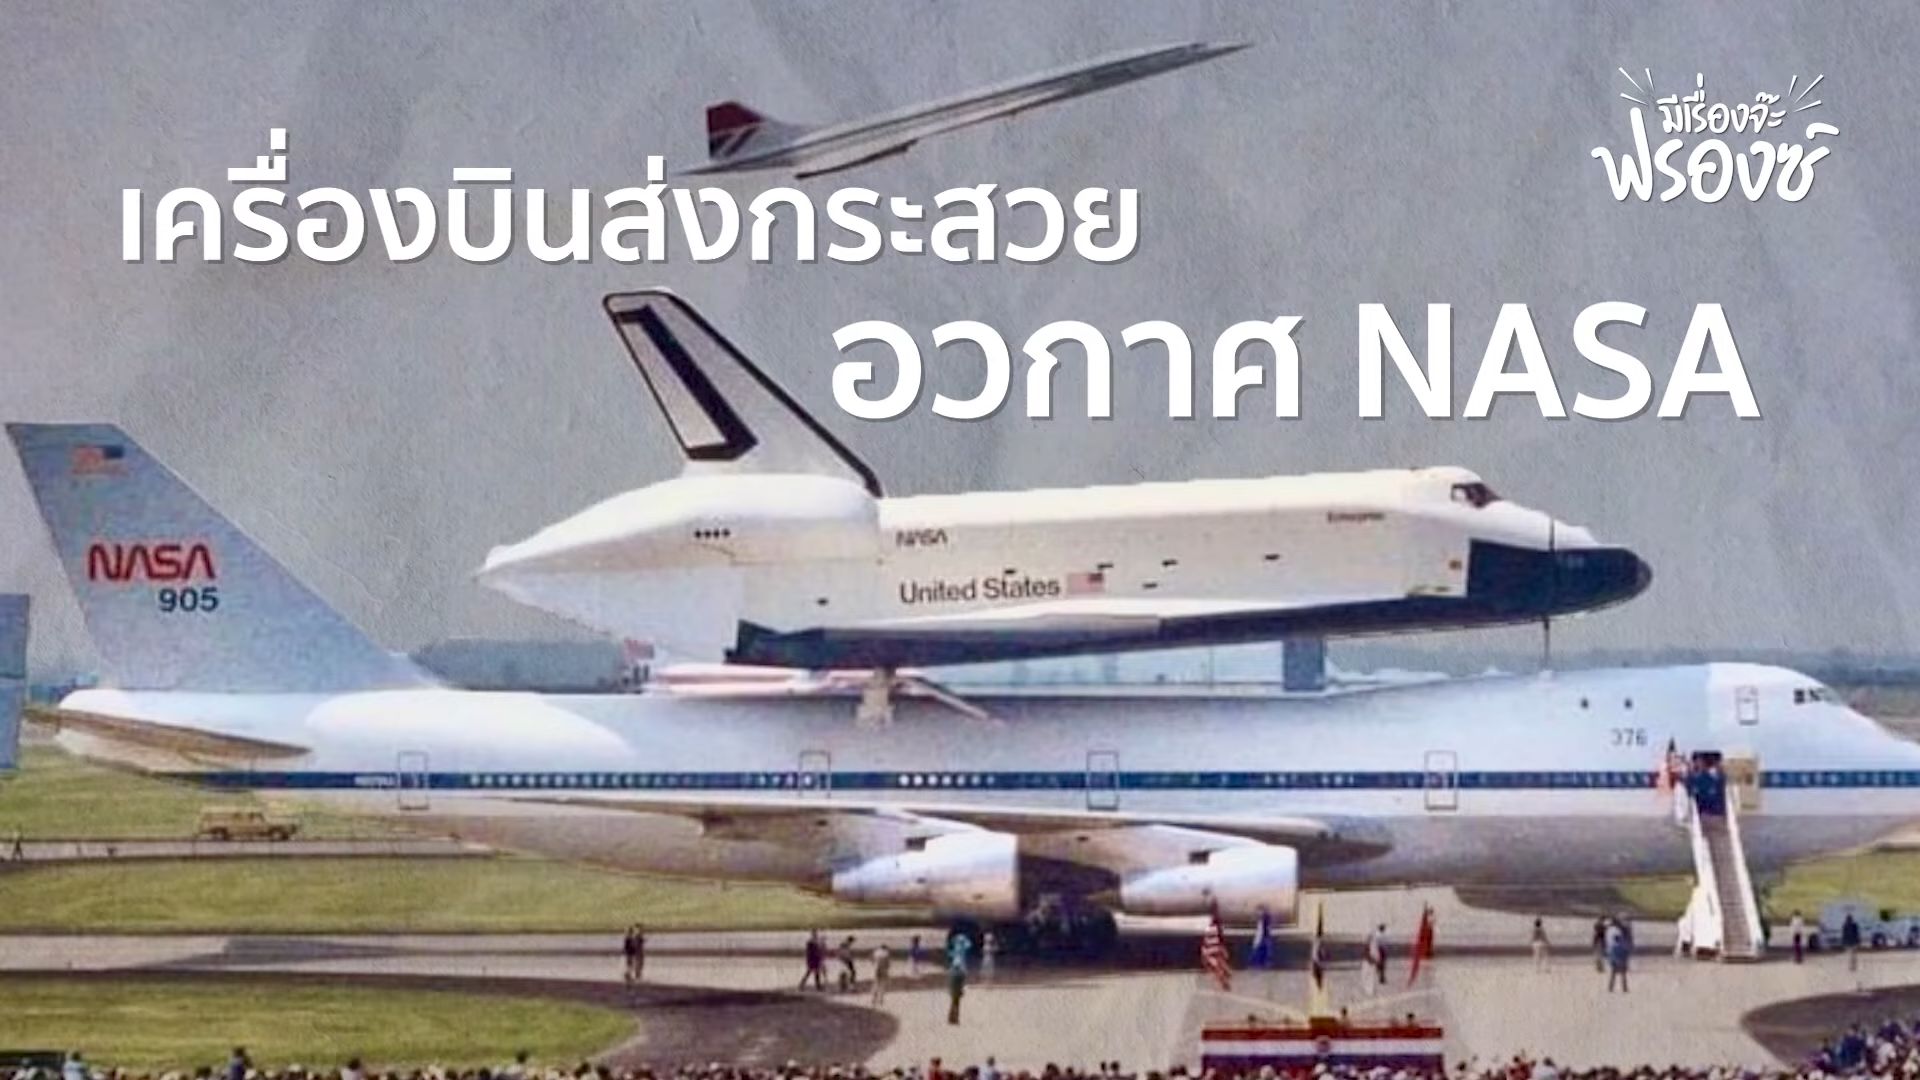 มีเรื่องจ๊ะ
ฟรองซ์
เครื่องบินส่งกระสวย
อวกาศ NASA
NASA
905
NASA
Enterprise
United States
376